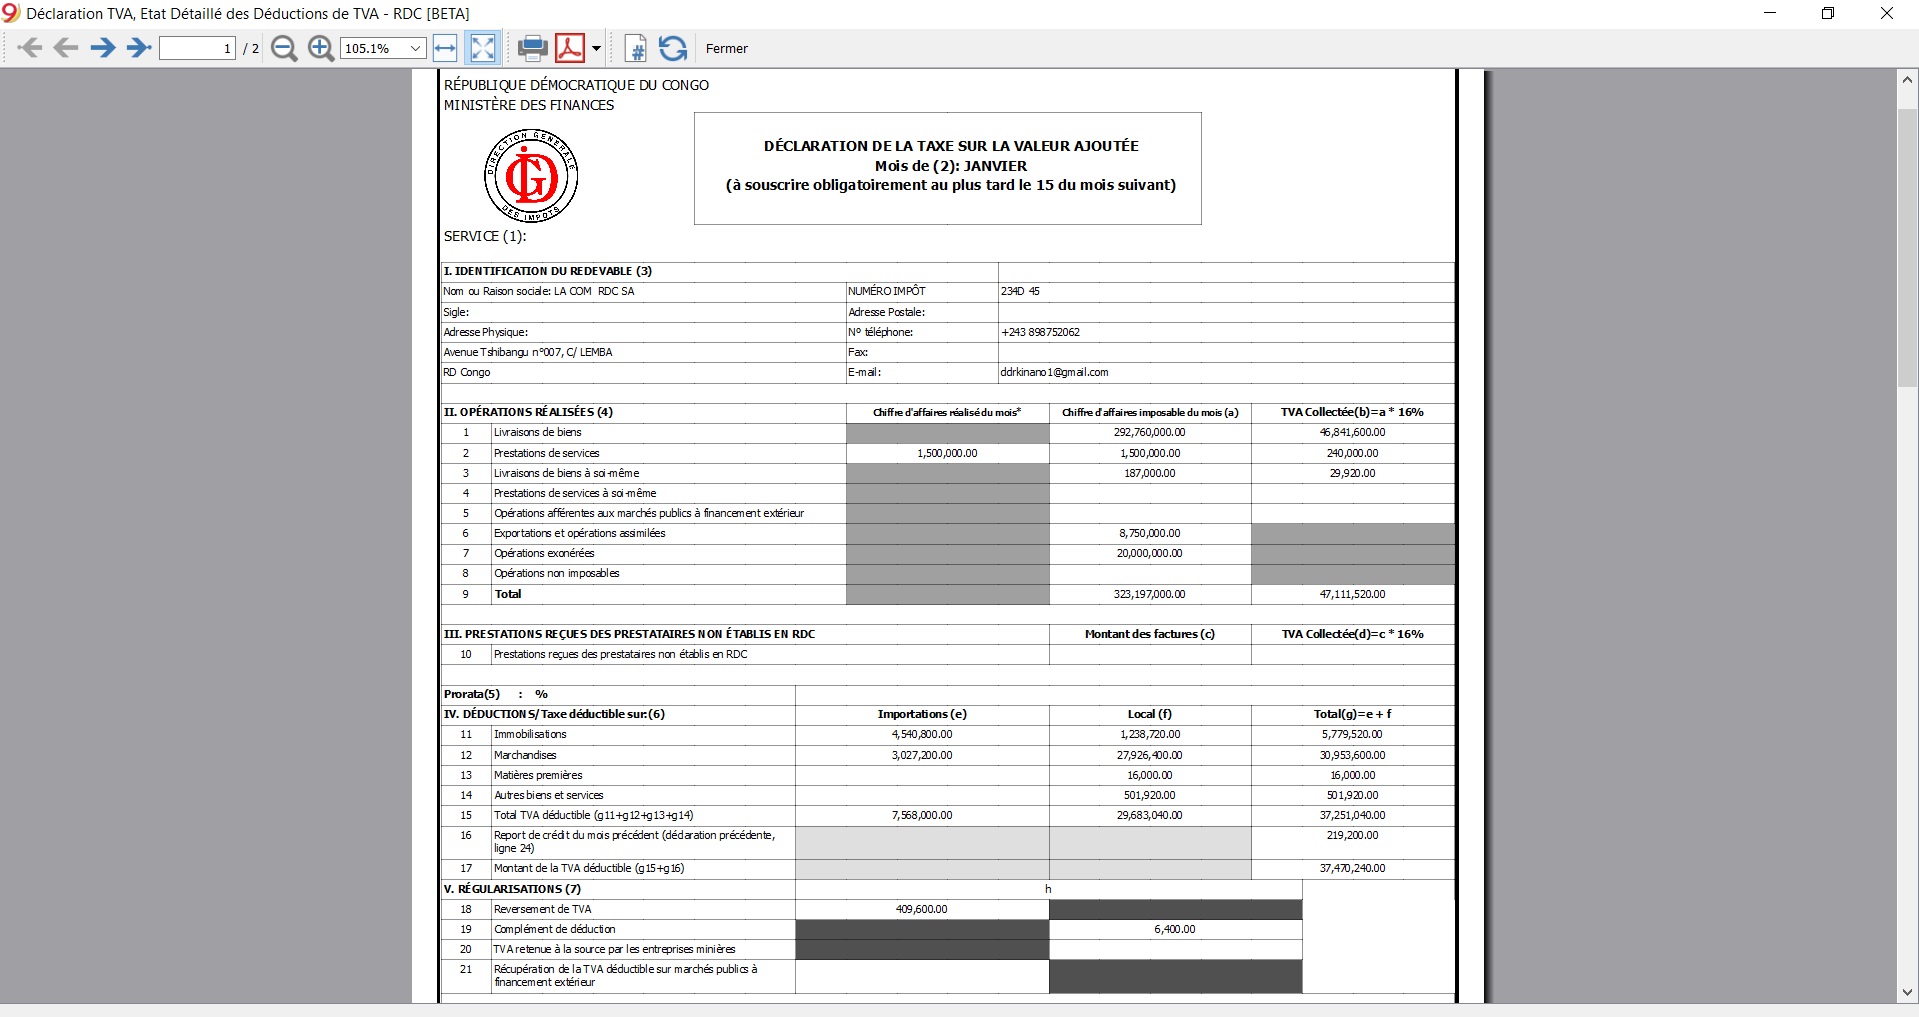 Déclaration TVA, Etat Détaillé des Déductions de TVA - RDC [BETA]
1 / 2 105.1% Fermer
RÉPUBLIQUE DÉMOCRATIQUE DU CONGO
MINISTÈRE DES FINANCES
DIRECTION GENERALE DES IMPOTS
DÉCLARATION DE LA TAXE SUR LA VALEUR AJOUTÉE
Mois de (2): JANVIER
(à souscrire obligatoirement au plus tard le 15 du mois suivant)
SERVICE (1):
I. IDENTIFICATION DU REDEVABLE (3)
Nom ou Raison sociale: LA COM RDC SA NUMÉRO IMPÔT 234D 45
Sigle: Adresse Postale:
Adresse Physique: Nº téléphone: +243 898752062
Avenue Tshibangu n°007, C/ LEMBA Fax:
RD Congo E-mail: ddrkinano1@gmail.com
II. OPÉRATIONS RÉALISÉES (4) Chiffre d'affaires réalisé du mois* Chiffre d'affaires imposable du mois (a) TVA Collectée(b)=a * 16%
1 Livraisons de biens 292,760,000.00 46,841,600.00
2 Prestations de services 1,500,000.00 1,500,000.00 240,000.00
3 Livraisons de biens à soi-même 187,000.00 29,920.00
4 Prestations de services à soi-même
5 Opérations afférentes aux marchés publics à financement extérieur
6 Exportations et opérations assimilées 8,750,000.00
7 Opérations exonérées 20,000,000.00
8 Opérations non imposables
9 Total 323,197,000.00 47,111,520.00
III. PRESTATIONS REÇUES DES PRESTATAIRES NON ÉTABLIS EN RDC Montant des factures (c) TVA Collectée(d)=c * 16%
10 Prestations reçues des prestataires non établis en RDC
Prorata(5) : %
IV. DÉDUCTIONS/Taxe déductible sur:(6) Importations (e) Local (f) Total(g)=e + f
11 Immobilisations 4,540,800.00 1,238,720.00 5,779,520.00
12 Marchandises 3,027,200.00 27,926,400.00 30,953,600.00
13 Matières premières 16,000.00 16,000.00
14 Autres biens et services 501,920.00 501,920.00
15 Total TVA déductible (g11+g12+g13+g14) 7,568,000.00 29,683,040.00 37,251,040.00
16 Report de crédit du mois précédent (déclaration précédente, 219,200.00
ligne 24)
17 Montant de la TVA déductible (g15+g16) 37,470,240.00
V. RÉGULARISATIONS (7) h
18 Reversement de TVA 409,600.00
19 Complément de déduction 6,400.00
20 TVA retenue à la source par les entreprises minières
21 Récupération de la TVA déductible sur marchés publics à
financement extérieur